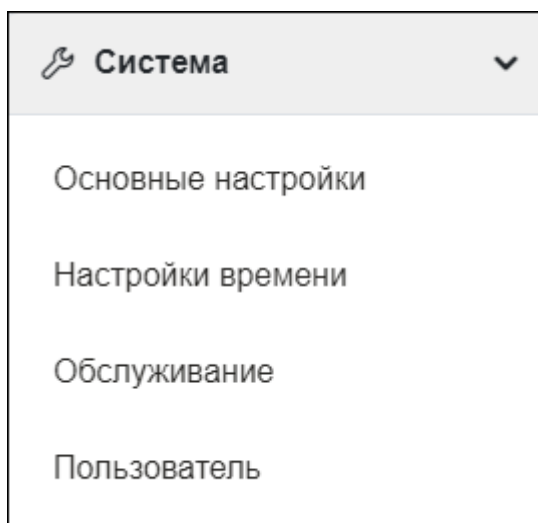 Система
Основные настройки
Настройки времени
Обслуживание
Пользователь